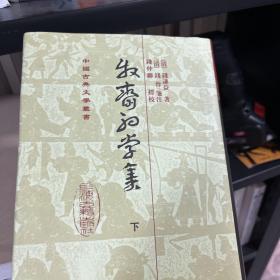 中國古典文學叢書
[清]錢謙益 著
[清]錢曾 箋注
錢仲聯 標校
牧齋初學集
下